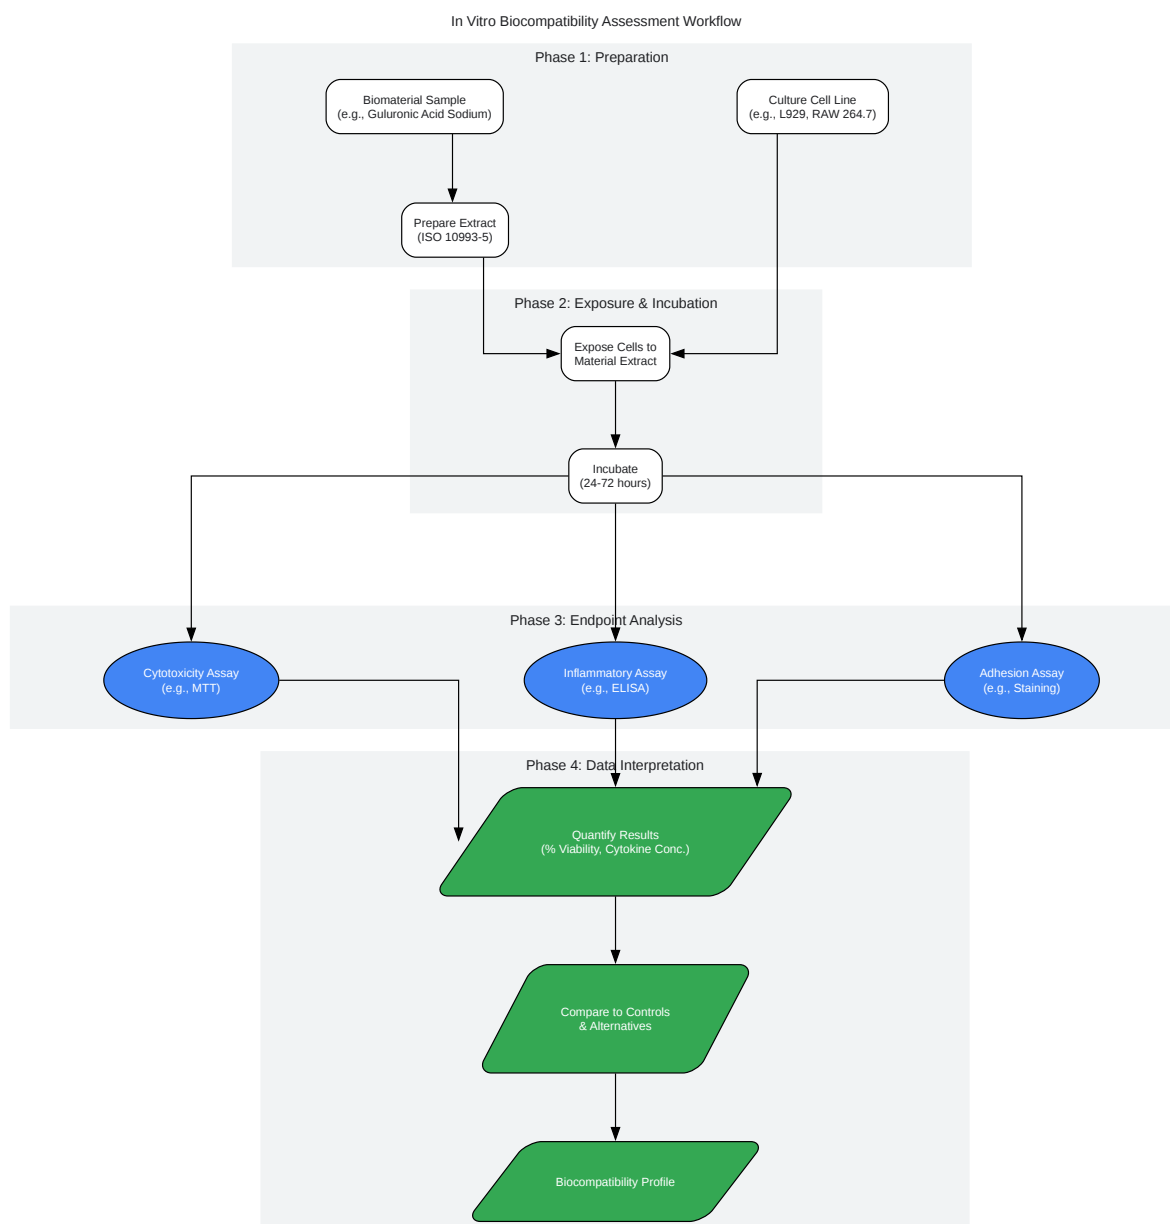 In Vitro Biocompatibility Assessment Workflow
Phase 1: Preparation
Biomaterial Sample
(e.g., Guluronic Acid Sodium)
Culture Cell Line
(e.g., L929, RAW 264.7)
Prepare Extract
(ISO 10993-5)
Phase 2: Exposure & Incubation
Expose Cells to
Material Extract
Incubate
(24-72 hours)
Phase 3: Endpoint Analysis
Cytotoxicity Assay
(e.g., MTT)
Inflammatory Assay
(e.g., ELISA)
Adhesion Assay
(e.g., Staining)
Phase 4: Data Interpretation
Quantify Results
(% Viability, Cytokine Conc.)
Compare to Controls
& Alternatives
Biocompatibility Profile